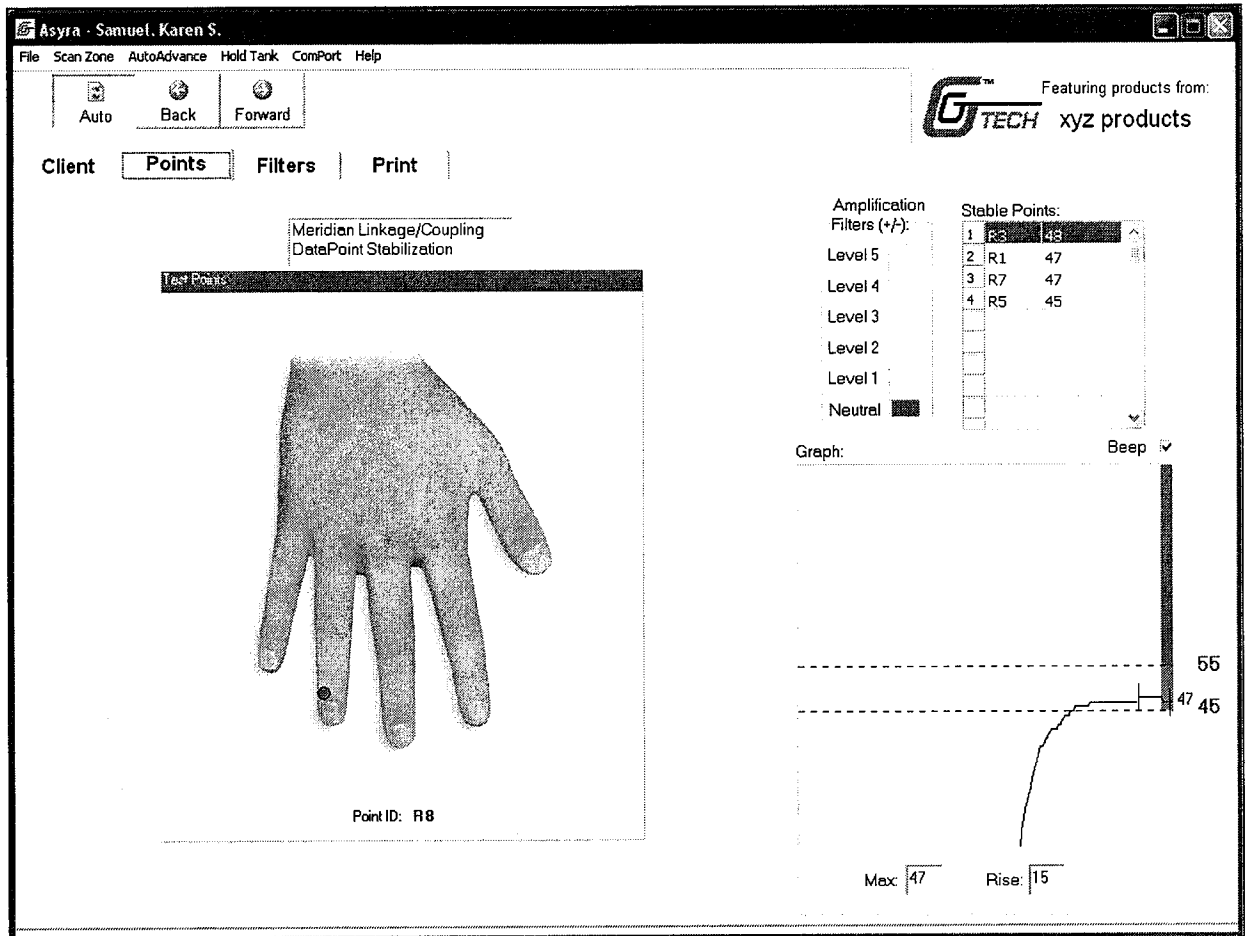 Asyra - Samuel, Karen S.
File Scan Zone AutoAdvance Hold Tank ComPort Help
Auto Back Forward
G TECH ™
Featuring products from:
xyz products
Client Points Filters Print
Meridian Linkage/Coupling
DataPoint Stabilization
Test Points
Point ID: R8
Amplification
Filters (+/-):
Level 5
Level 4
Level 3
Level 2
Level 1
Neutral
Stable Points:
1 R3 48
2 R1 47
3 R7 47
4 R5 45
Graph: Beep
55
47 45
Max: 47 Rise: 15